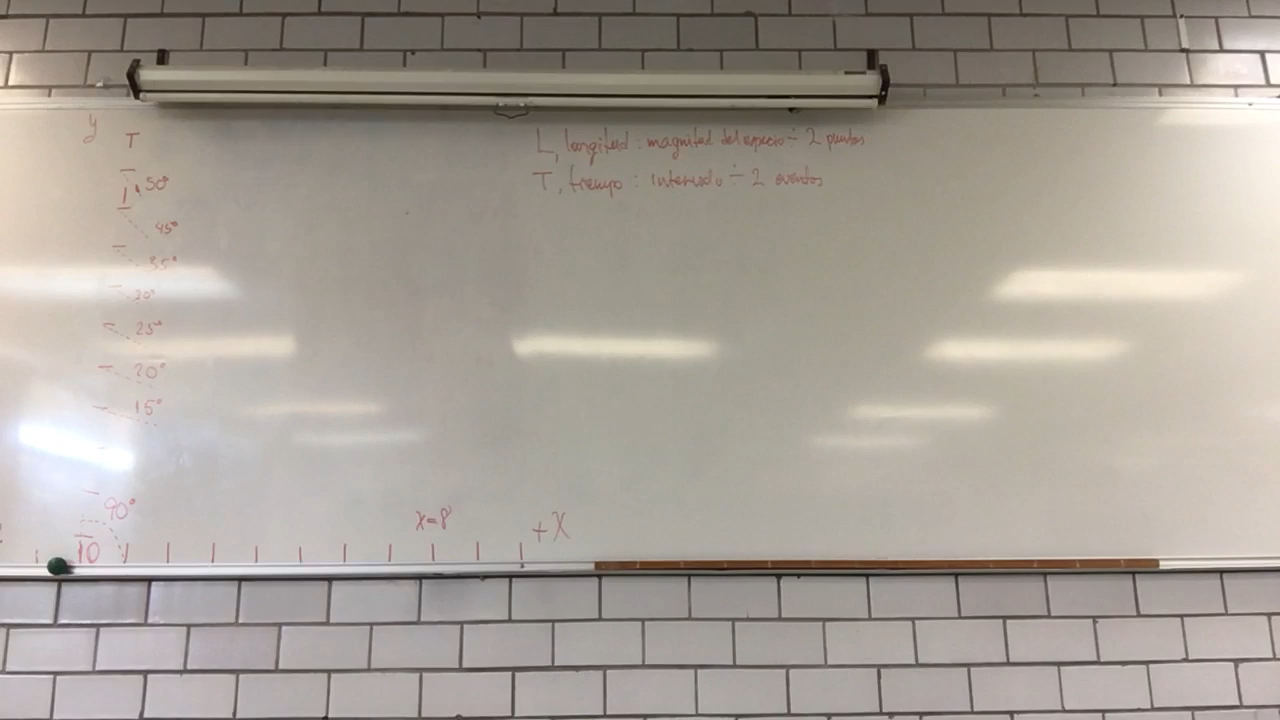 y T
L, longitud: magnitud del espacio ÷ 2 puntos
T, tiempo: intervalo ÷ 2 eventos
50°
45°
35°
25°
20°
15°
90°
x=8
+X
10